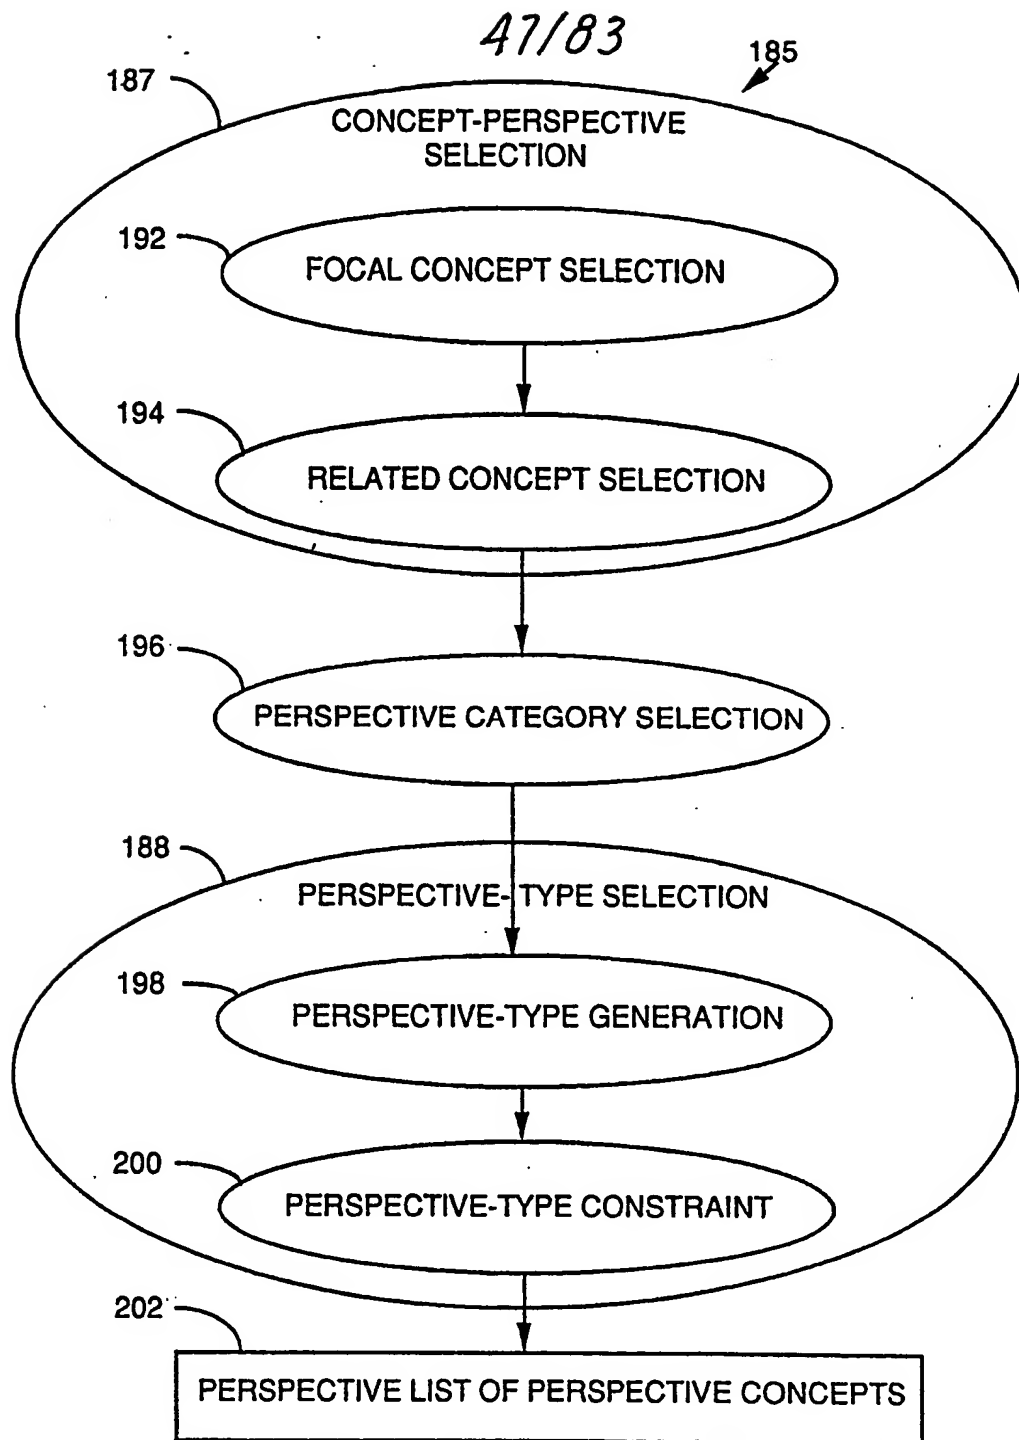 47/83
185
187
CONCEPT-PERSPECTIVE
SELECTION
192
FOCAL CONCEPT SELECTION
194
RELATED CONCEPT SELECTION
196
PERSPECTIVE CATEGORY SELECTION
188
PERSPECTIVE-TYPE SELECTION
198
PERSPECTIVE-TYPE GENERATION
200
PERSPECTIVE-TYPE CONSTRAINT
202
PERSPECTIVE LIST OF PERSPECTIVE CONCEPTS